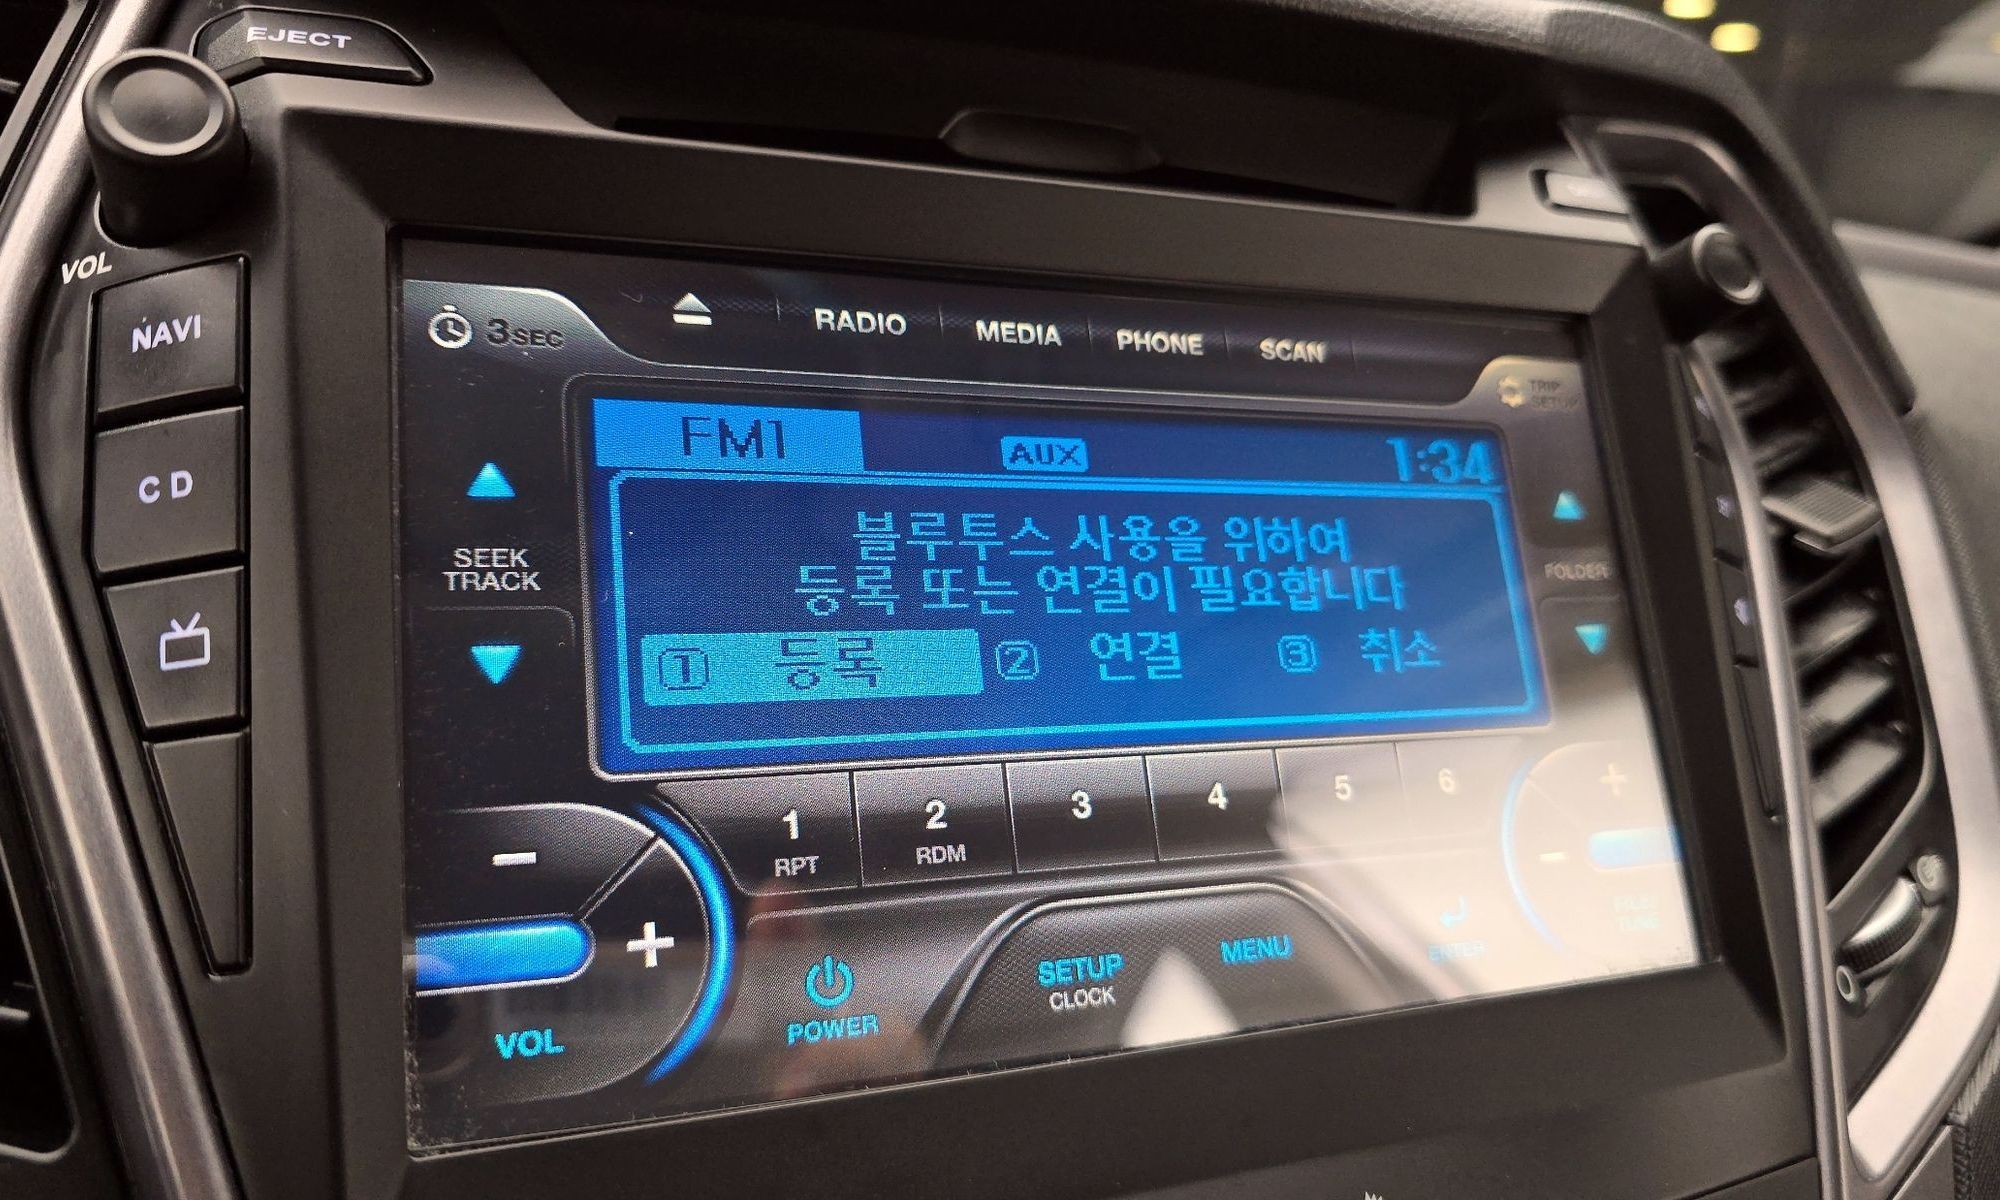 EJECT
VOL
NAVI
CD
3SEC
RADIO
MEDIA
PHONE
SCAN
TRIP
SETUP
FM1
AUX
1:34
블루투스 사용을 위하여
등록 또는 연결이 필요합니다
① 등록 ② 연결 ③ 취소
SEEK
TRACK
FOLDER
1 2 3 4 5 6
RPT RDM
VOL
POWER
SETUP
CLOCK
MENU
ENTER
TUNE